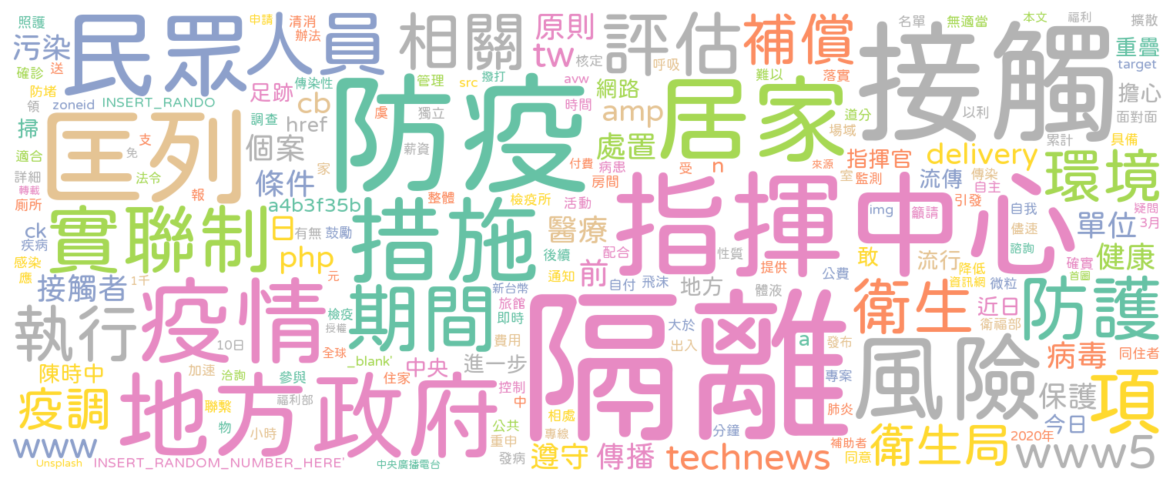 照護
申請
清消
辦法
民眾
人員
相關
原則
tw
評估
補償
名單
無適當
本文
福利
擴散
污染
確診
送
核定
呼吸
接觸
重疊
target
防堵
zoneid
INSERT_RANDO
足跡
傳染性
cb
管理
src
撥打
avw
時間
網路
難以
落實
擔心
領
匡列
調查
href
虞
獨立
防疫
amp
居家
道分
場域
以利
面對面
掃
支
個案
薪資
處置
付費
病患
受
n
指揮官
delivery
累計
具備
適合
免
家
條件
整體
檢疫所
房間
室
監測
來源
流傳
傳染
環境
詳細
轉載
法令
報
a4b3f35b
活動
引發
自主
廁所
實聯制
日
有無
鼓勵
措施
醫療
指揮中心
img
籲請
自我
儘速
單位
疑問
3月
ck
疾病
php
後續
配合
性質
敢
流行
諮詢
健康
感染
應
1千
元
通知
前
提供
降低
資訊網
確實
首圖
接觸者
疫情
檢疫
授權
期間
新台幣
旅館
即時
自付
飛沫
地方
體液
公費
微粒
近日
衛福部
衛生
防護
執行
10日
全球
費用
隔離
大於
出入
a
發布
風險
2020年
病毒
同住者
陳時中
加速
洽詢
_blank'
住家
中央
進一步
疫調
地方政府
參與
福利部
控制
中
相處
專案
肺炎
保護
項
聯繫
物
小時
公共
重申
專線
分鐘
補助者
同意
今日
衛生局
www
Unsplash
INSERT_RANDOM_NUMBER_HERE'
中央廣播電台
發病
遵守
傳播
technews
www5